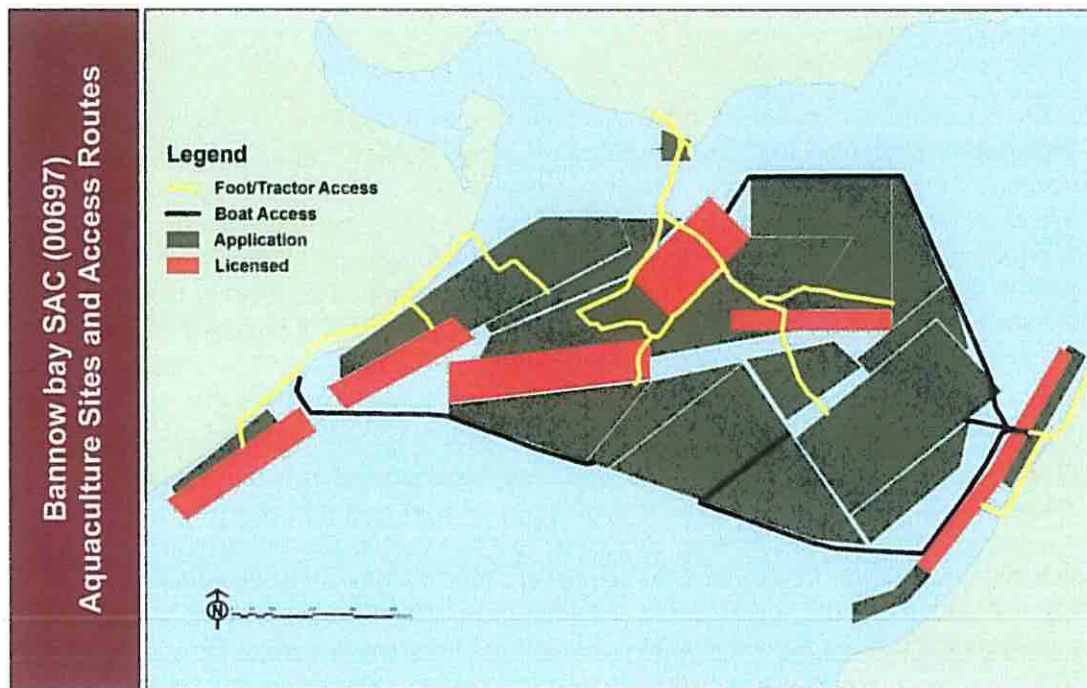 Bannow bay SAC (00697)
Aquaculture Sites and Access Routes
Legend
Foot/Tractor Access
Boat Access
Application
Licensed
N